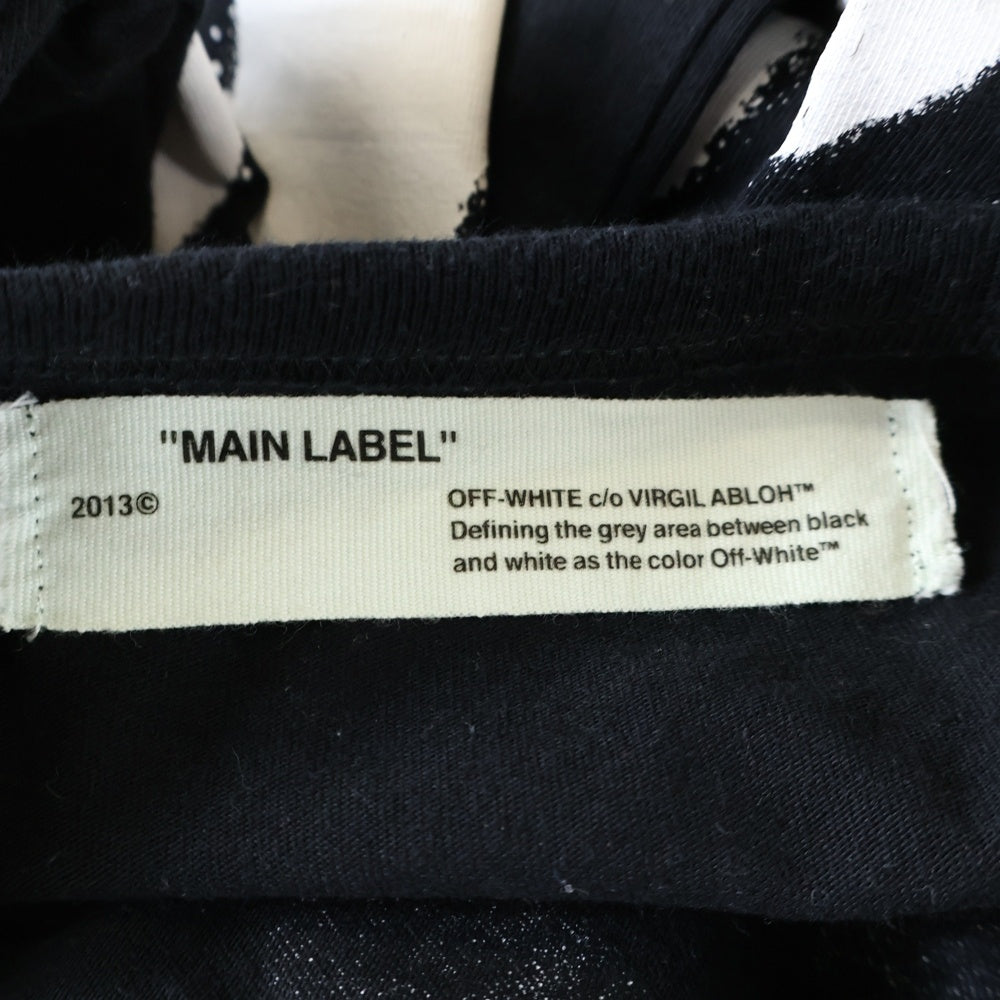 "MAIN LABEL"
2013©
OFF-WHITE c/o VIRGIL ABLOH™
Defining the grey area between black
and white as the color Off-White™